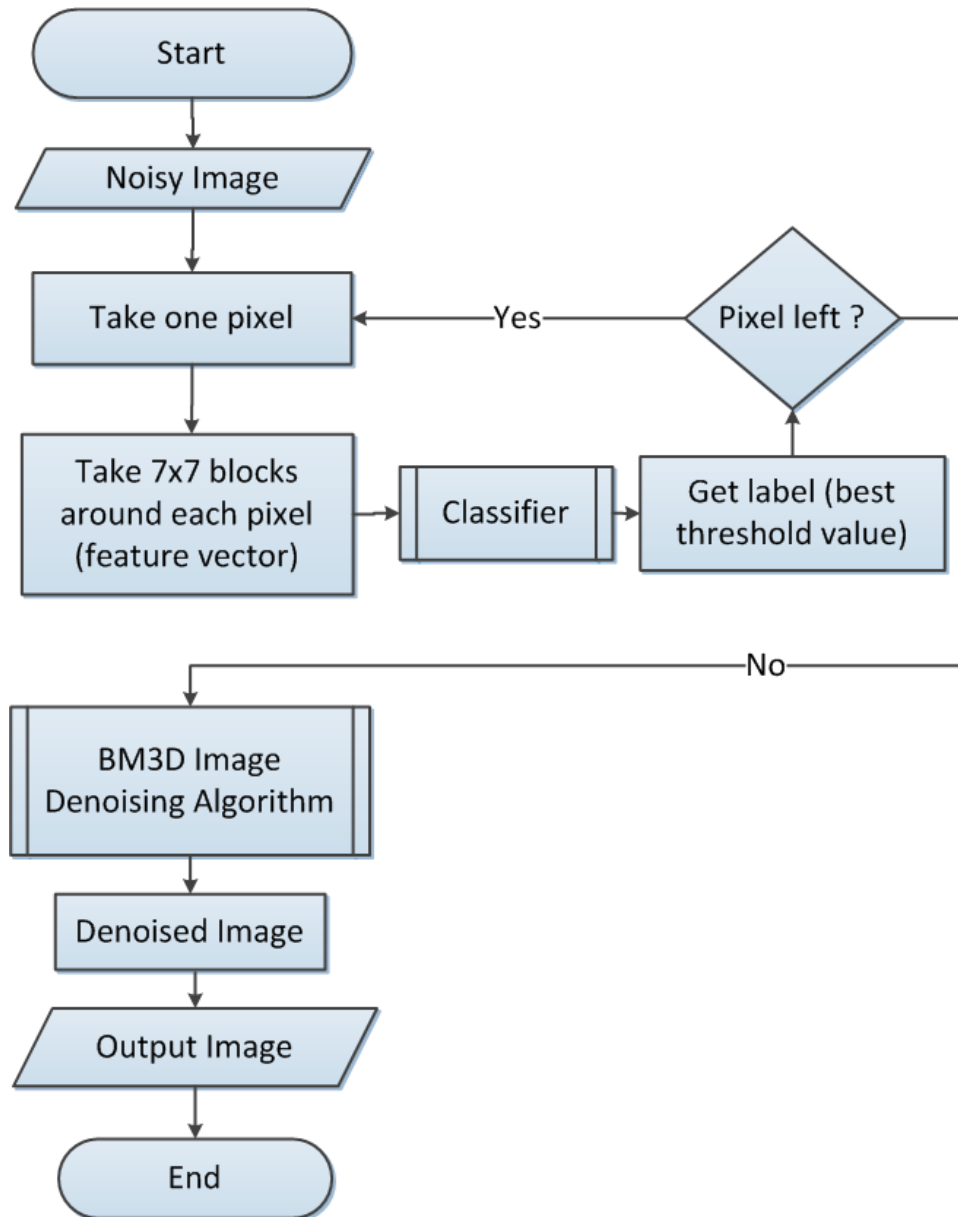 Start
Noisy Image
Take one pixel
Yes
Pixel left ?
Take 7x7 blocks
around each pixel
(feature vector)
Classifier
Get label (best
threshold value)
No
BM3D Image
Denoising Algorithm
Denoised Image
Output Image
End